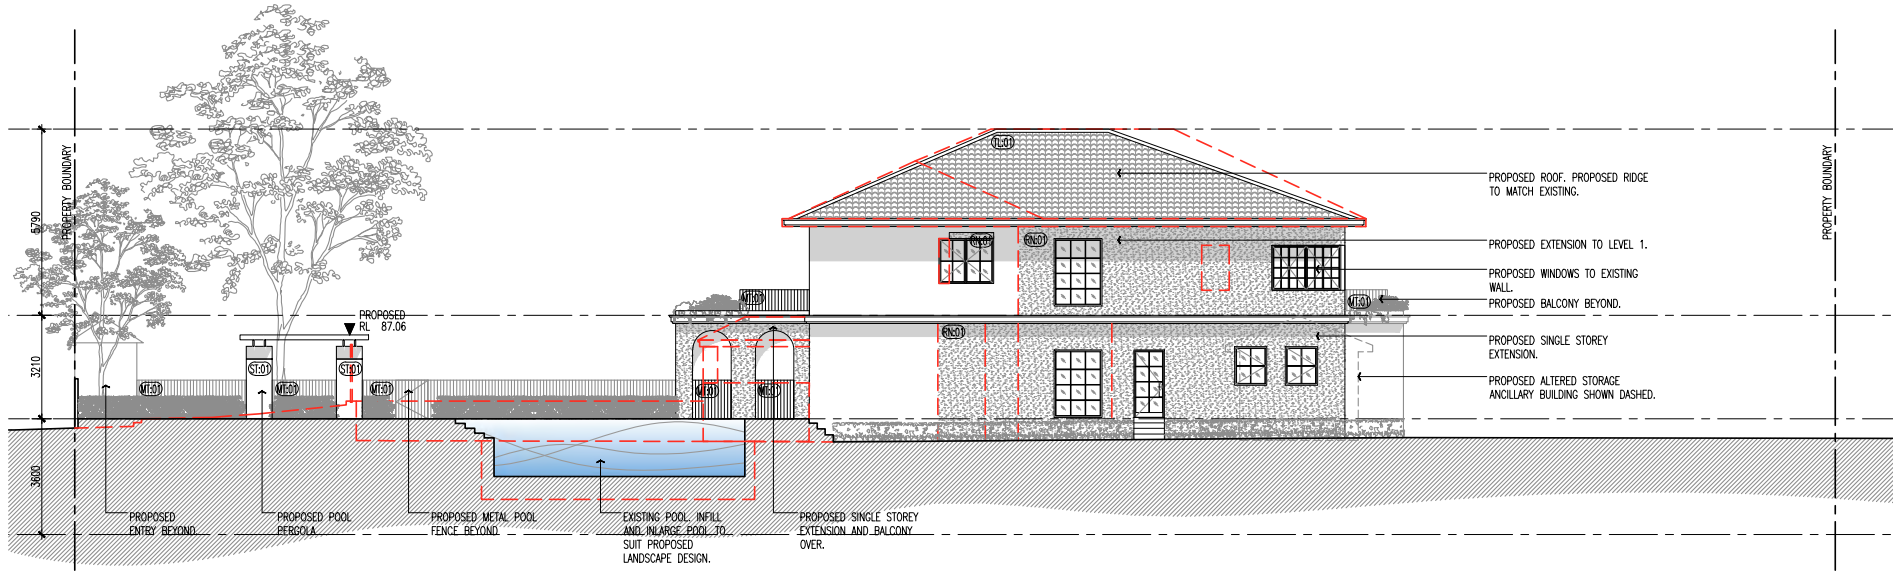 PROPERTY BOUNDARY
PROPERTY BOUNDARY
5790
3210
3600
TL:01
RN:01
RN:01
RN:01
MT:01
MT:01
MT:01
MT:01
MT:01
MT:01
MT:01
ST:01
ST:01
PROPOSED
RL 87.06
PROPOSED ROOF. PROPOSED RIDGE
TO MATCH EXISTING.
PROPOSED EXTENSION TO LEVEL 1.
PROPOSED WINDOWS TO EXISTING
WALL.
PROPOSED BALCONY BEYOND.
PROPOSED SINGLE STOREY
EXTENSION.
PROPOSED ALTERED STORAGE
ANCILLARY BUILDING SHOWN DASHED.
PROPOSED
ENTRY BEYOND
PROPOSED POOL
PERGOLA
PROPOSED METAL POOL
FENCE BEYOND
EXISTING POOL. INFILL
AND INLARGE POOL TO
SUIT PROPOSED
LANDSCAPE DESIGN.
PROPOSED SINGLE STOREY
EXTENSION AND BALCONY
OVER.